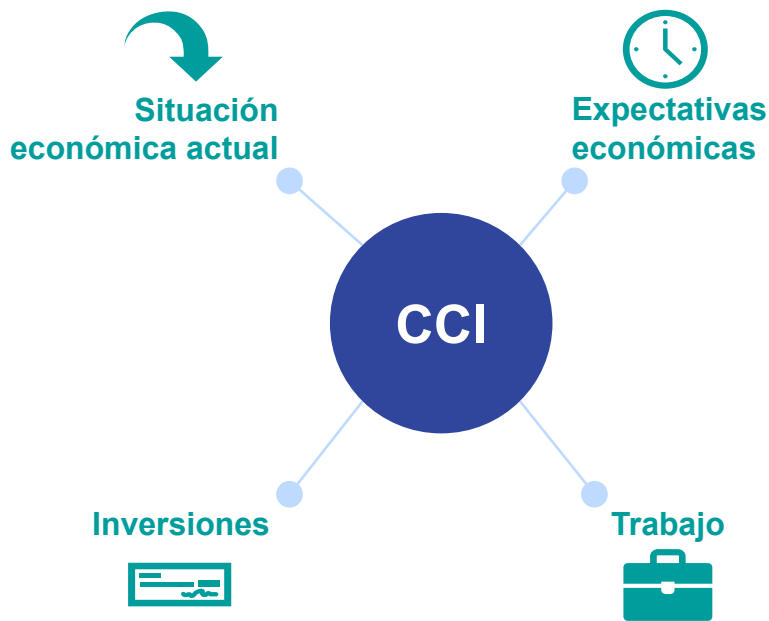 Situación
económica actual
Expectativas
económicas
CCI
Inversiones
Trabajo